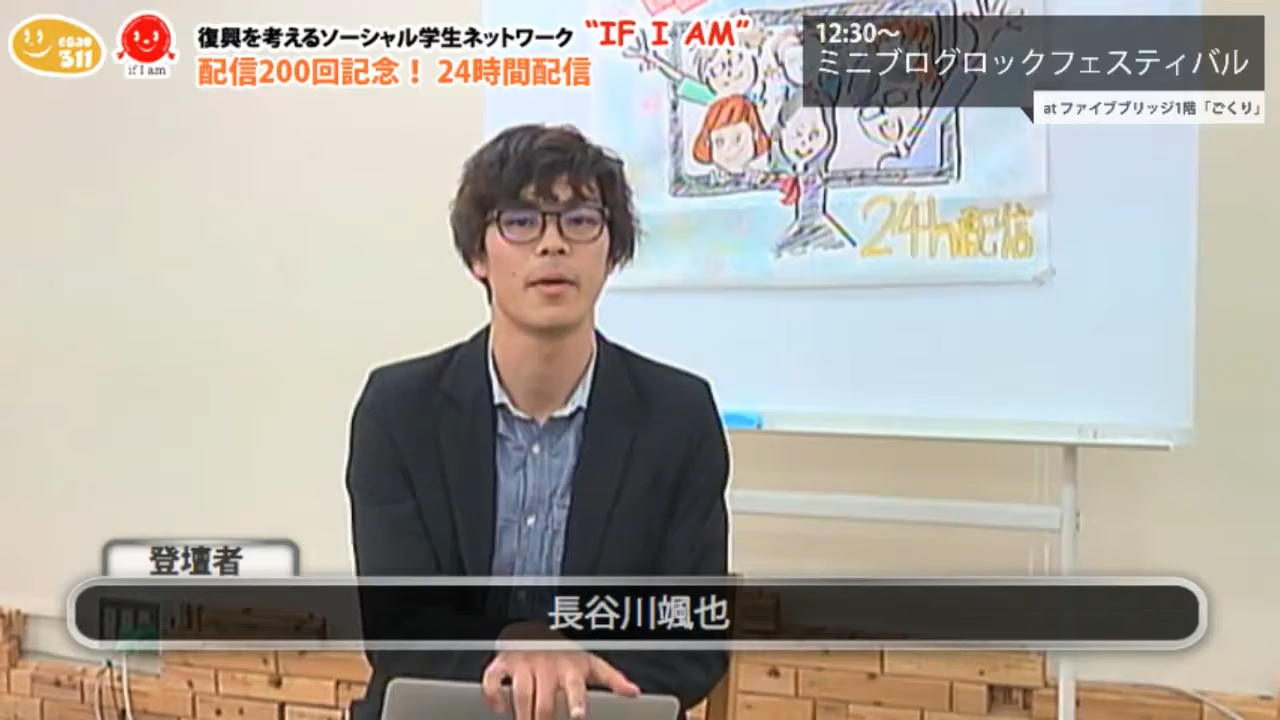 egao 311
if I am
復興を考えるソーシャル学生ネットワーク “IF I AM”
配信200回記念! 24時間配信
12:30～
ミニブログロックフェスティバル
at ファイブブリッジ1階「ごくり」
24h配信
登壇者
長谷川颯也